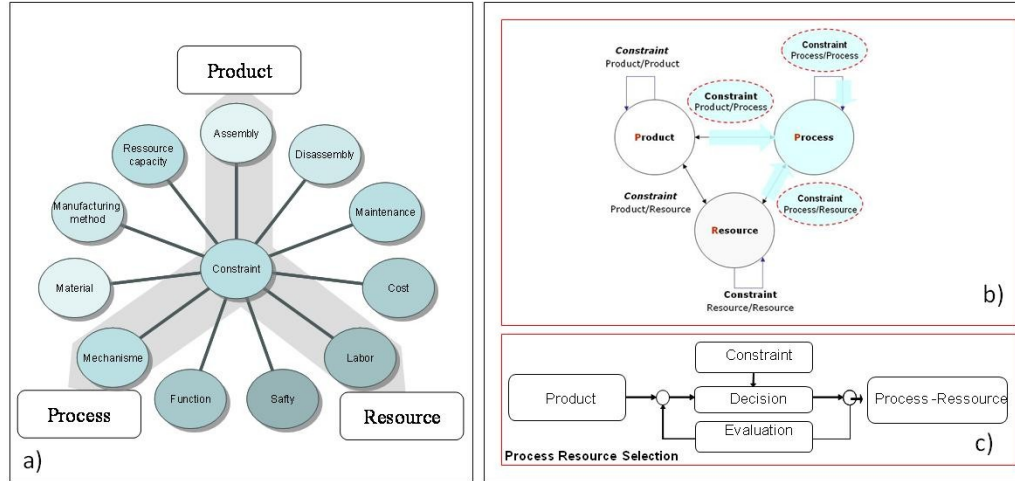 Product
Assembly
Ressource
capacity
Disassembly
Manufacturing
method
Maintenance
Constraint
Material
Cost
Mechanisme
Labor
Function
Safty
Process
Resource
a)
Constraint
Product/Product
Constraint
Process/Process
Constraint
Product/Process
Product
Process
Constraint
Product/Resource
Constraint
Process/Resource
Resource
Constraint
Resource/Resource
b)
Constraint
Product
Decision
Process -Ressource
Evaluation
Process Resource Selection
c)